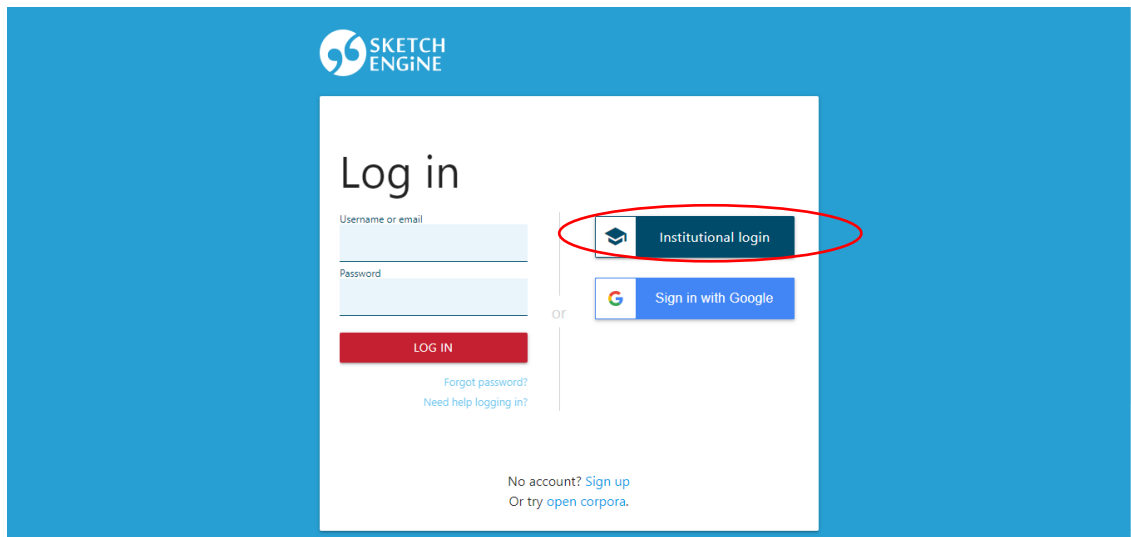 SKETCH
ENGiNE
Log in
Username or email
Password
LOG IN
Forgot password?
Need help logging in?
or
Institutional login
Sign in with Google
No account? Sign up
Or try open corpora.